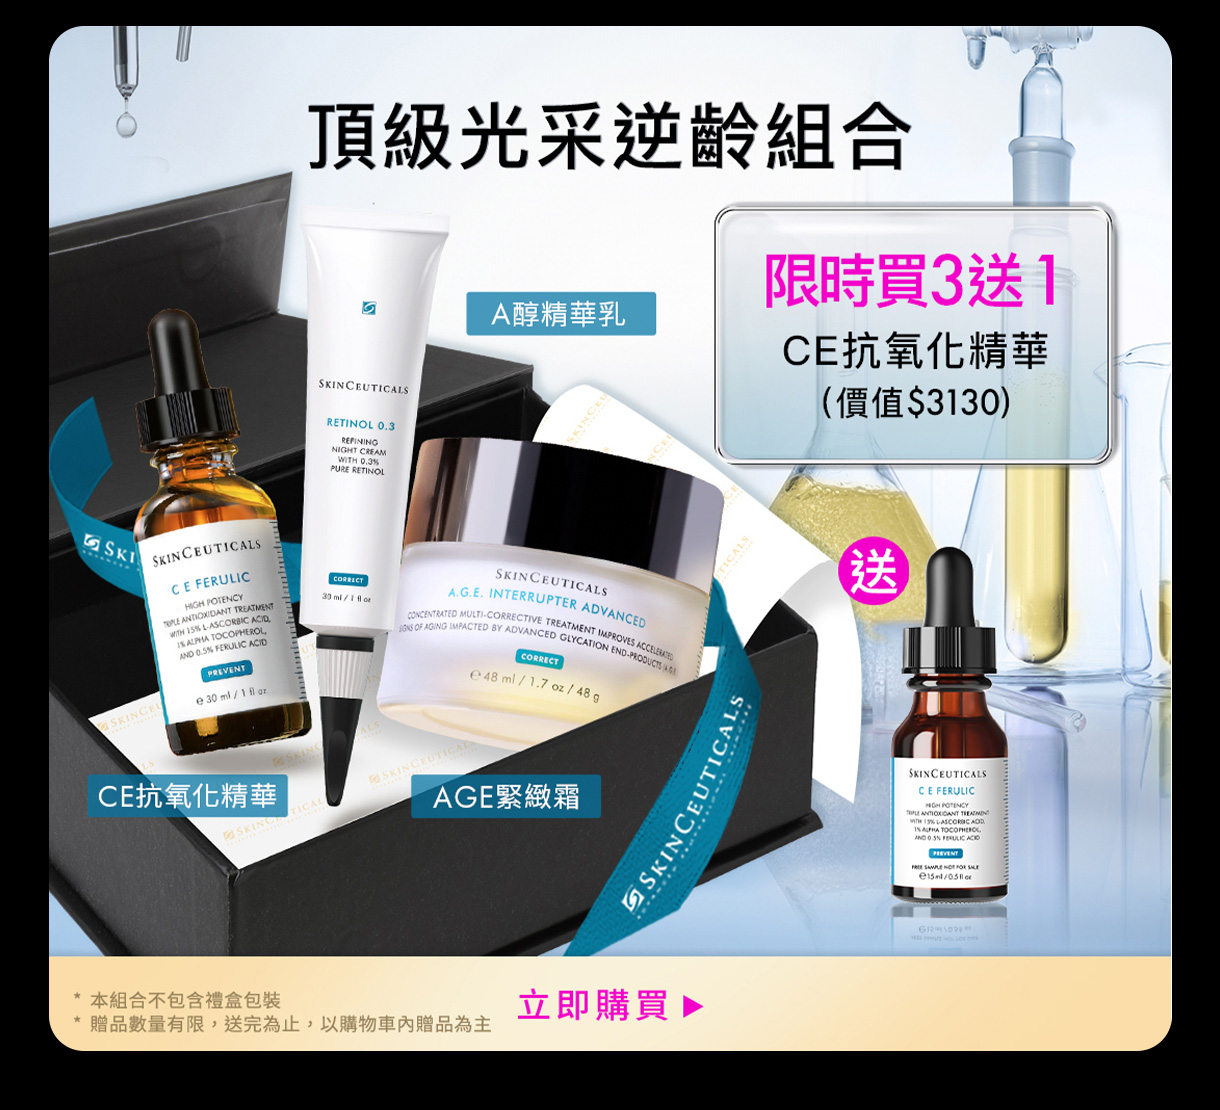 頂級光采逆齡組合
限時買3送1
CE抗氧化精華
(價值$3130)
A醇精華乳
SKINCEUTICALS
RETINOL 0.3
REFINING
NIGHT CREAM
WITH 0.3%
PURE RETINOL
CORRECT
30 ml / 1 fl oz
SKINCEUTICALS
C E FERULIC
HIGH POTENCY
TRIPLE ANTIOXIDANT TREATMENT
WITH 15% L-ASCORBIC ACID,
1% ALPHA TOCOPHEROL,
AND 0.5% FERULIC ACID
PREVENT
e 30 ml / 1 fl oz
SKINCEUTICALS
A.G.E. INTERRUPTER ADVANCED
CONCENTRATED MULTI-CORRECTIVE TREATMENT IMPROVES ACCELERATED
SIGNS OF AGING IMPACTED BY ADVANCED GLYCATION END-PRODUCTS (A.G.E
CORRECT
e 48 ml / 1.7 oz / 48 g
CE抗氧化精華
AGE緊緻霜
SKINCEUTICALS
送
SKINCEUTICALS
C E FERULIC
HIGH POTENCY
TRIPLE ANTIOXIDANT TREATMENT
WITH 15% L-ASCORBIC ACID,
1% ALPHA TOCOPHEROL,
AND 0.5% FERULIC ACID
PREVENT
FREE SAMPLE NOT FOR SALE
e 15 ml / 0.5 fl oz
* 本組合不包含禮盒包裝
* 贈品數量有限，送完為止，以購物車內贈品為主
立即購買 ▶